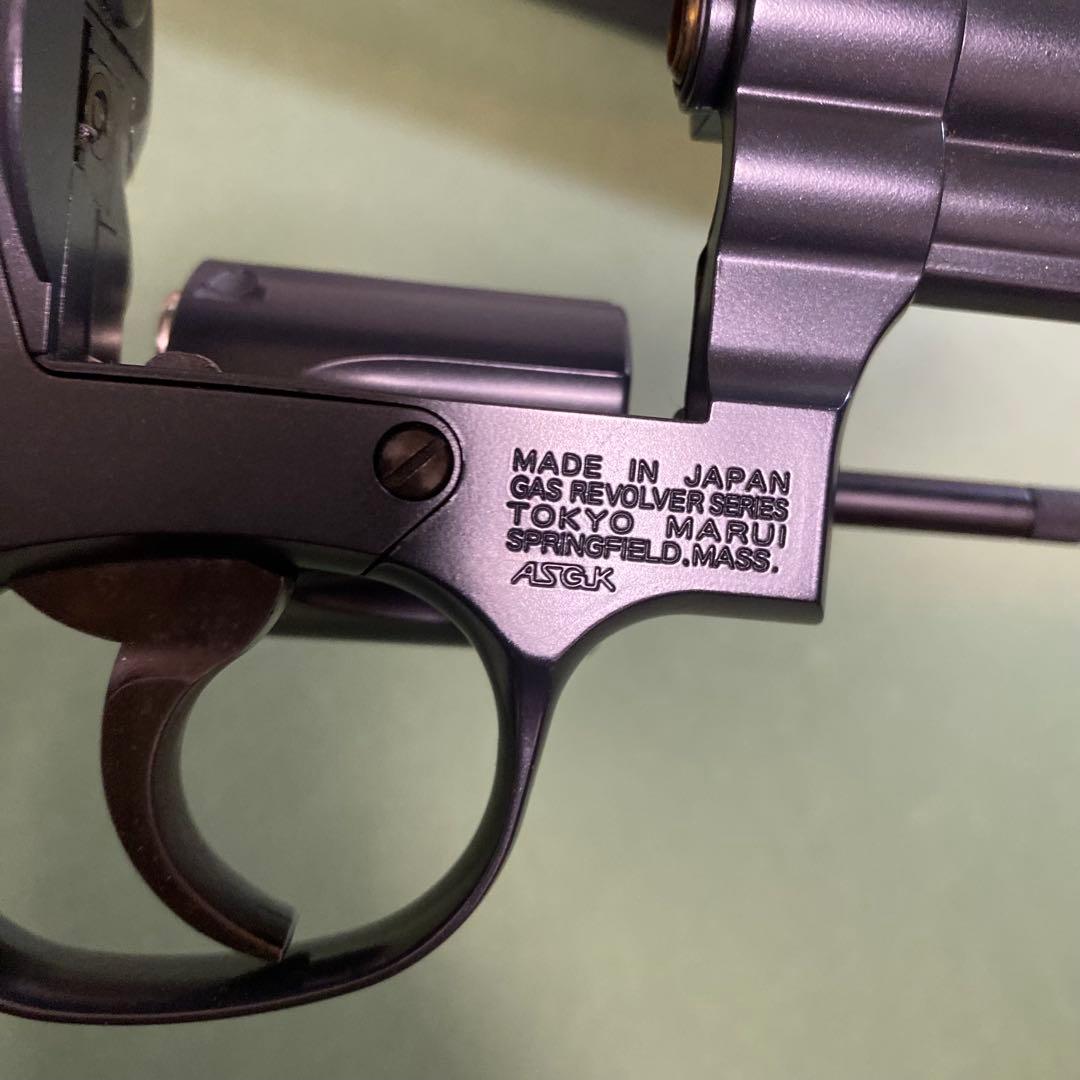 MADE IN JAPAN
GAS REVOLVER SERIES
TOKYO MARUI
SPRINGFIELD.MASS.
ASGK